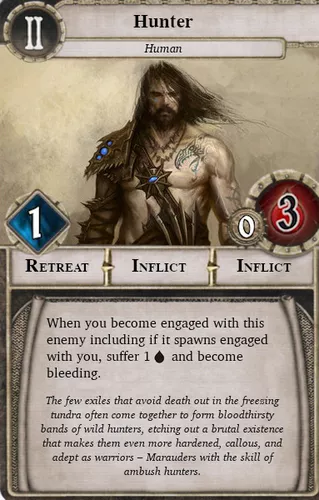 II
Hunter
Human
1
0
3
RETREAT INFLICT INFLICT
When you become engaged with this
enemy including if it spawns engaged
with you, suffer 1 and become
bleeding.
The few exiles that avoid death out in the freesing
tundra often come together to form bloodthirsty
bands of wild hunters, etching out a brutal existence
that makes them even more hardened, callous, and
adept as warriors – Marauders with the skill of
ambush hunters.